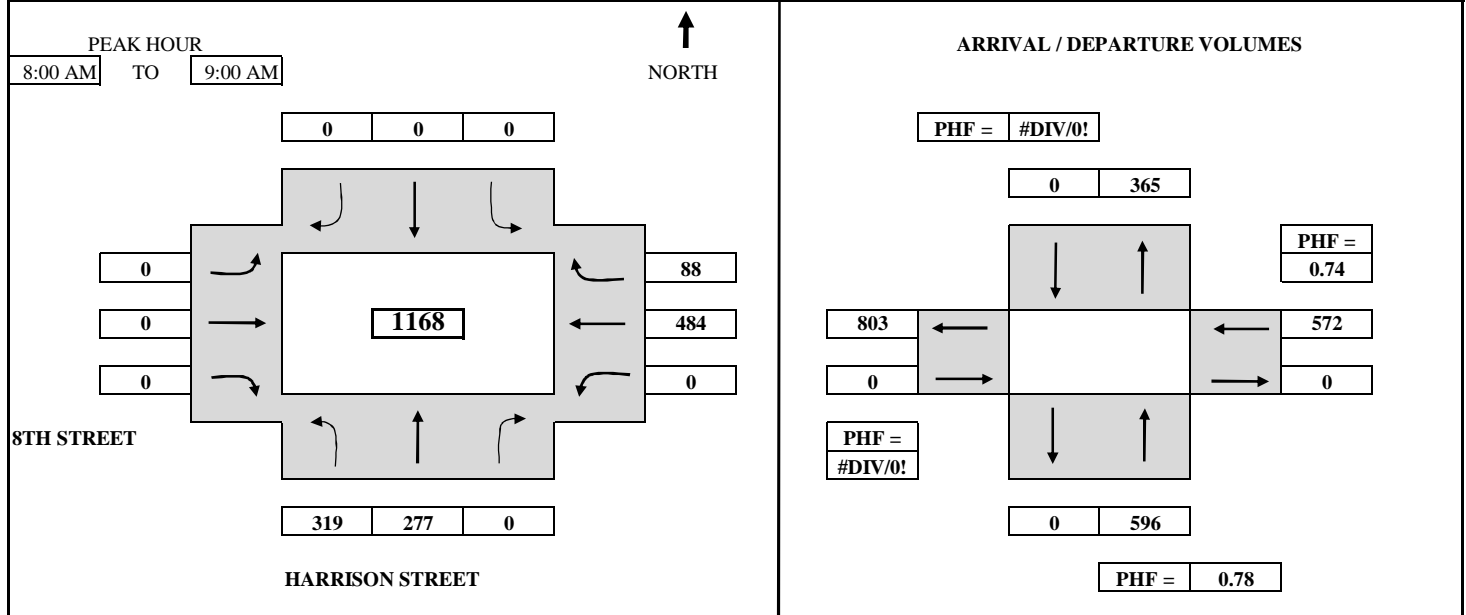 PEAK HOUR
8:00 AM TO 9:00 AM
NORTH
0 0 0
0 88
0 1168 484
0 0
8TH STREET
319 277 0
HARRISON STREET
ARRIVAL / DEPARTURE VOLUMES
PHF = #DIV/0!
0 365
PHF =
0.74
803 572
0 0
PHF =
#DIV/0!
0 596
PHF = 0.78